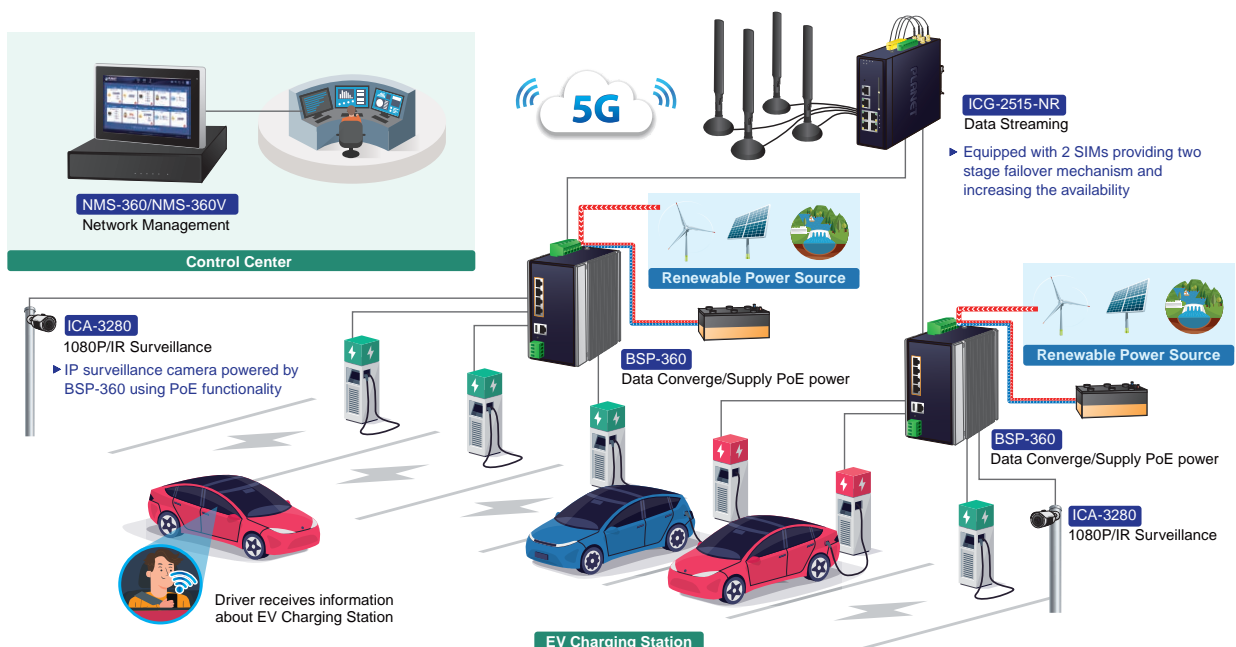 5G
PLANET
ICG-2515-NR
Data Streaming
Equipped with 2 SIMs providing two
stage failover mechanism and
increasing the availability
NMS-360/NMS-360V
Network Management
Control Center
Renewable Power Source
ICA-3280
1080P/IR Surveillance
IP surveillance camera powered by
BSP-360 using PoE functionality
BSP-360
Data Converge/Supply PoE power
Renewable Power Source
BSP-360
Data Converge/Supply PoE power
ICA-3280
1080P/IR Surveillance
Driver receives information
about EV Charging Station
EV Charging Station